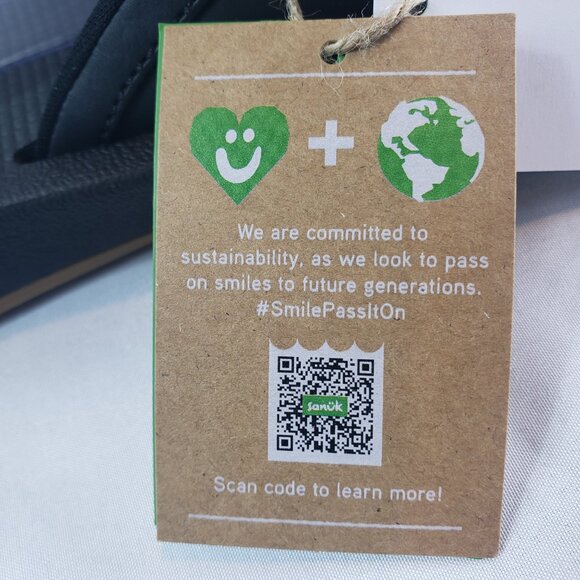 +
We are committed to
sustainability, as we look to pass
on smiles to future generations.
#SmilePassItOn
sanük
Scan code to learn more!